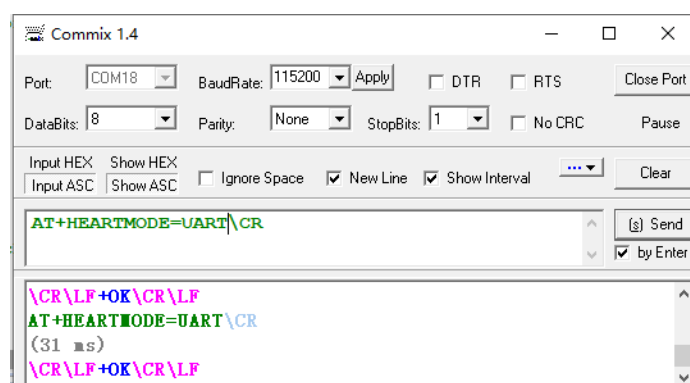 Commix 1.4
Port: COM18 BaudRate: 115200 Apply DTR RTS Close Port
DataBits: 8 Parity: None StopBits: 1 No CRC Pause
Input HEX Show HEX
Input ASC Show ASC Ignore Space New Line Show Interval ... Clear
AT+HEARTMODE=UART\CR (s) Send
by Enter
\CR\LF+OK\CR\LF
AT+HEARTMODE=UART\CR
(31 ms)
\CR\LF+OK\CR\LF